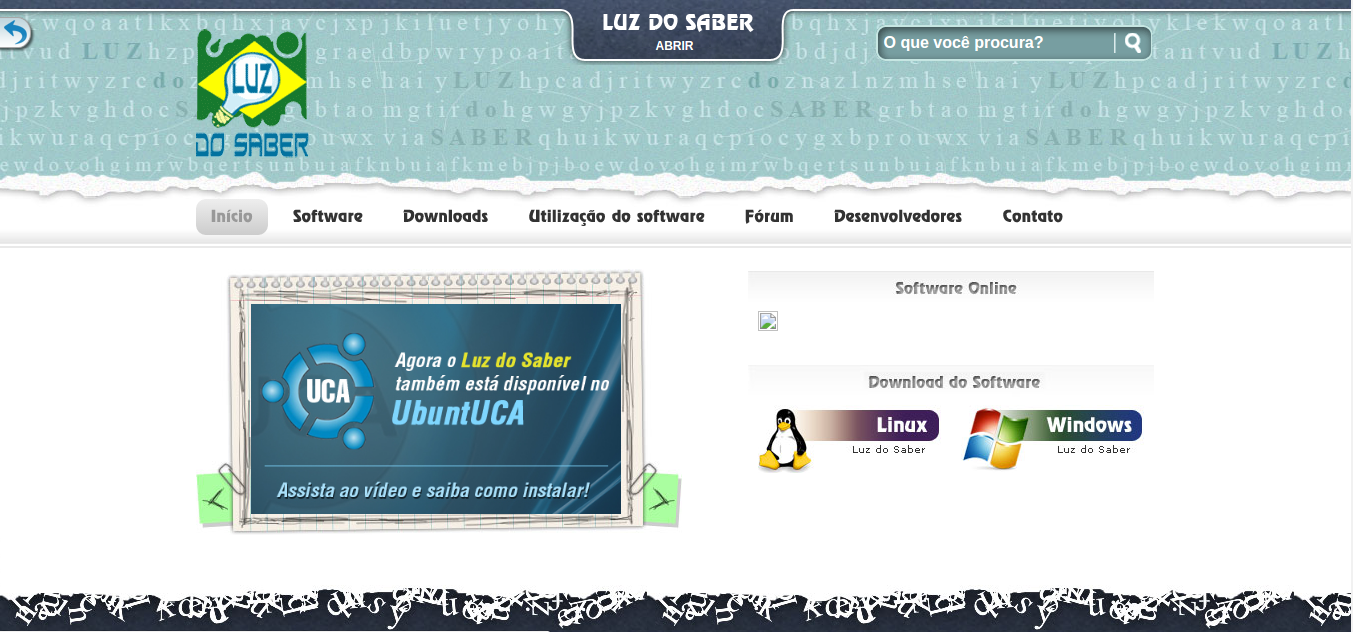 LUZ DO SABER
ABRIR
O que você procura?
LUZ
DO SABER
Início Software Downloads Utilização do software Fórum Desenvolvedores Contato
Agora o Luz do Saber
também está disponível no
UbuntUCA
UCA
Assista ao vídeo e saiba como instalar!
Software Online
Download do Software
Linux
Luz do Saber
Windows
Luz do Saber